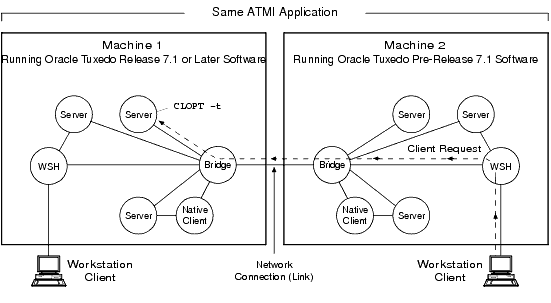 Same ATMI Application
Machine 1
Running Oracle Tuxedo Release 7.1 or Later Software
Machine 2
Running Oracle Tuxedo Pre-Release 7.1 Software
Server
Server
CLOPT -t
WSH
Bridge
Server
Native
Client
Server
Server
Client Request
Bridge
WSH
Native
Client
Server
Workstation
Client
Network
Connection (Link)
Workstation
Client